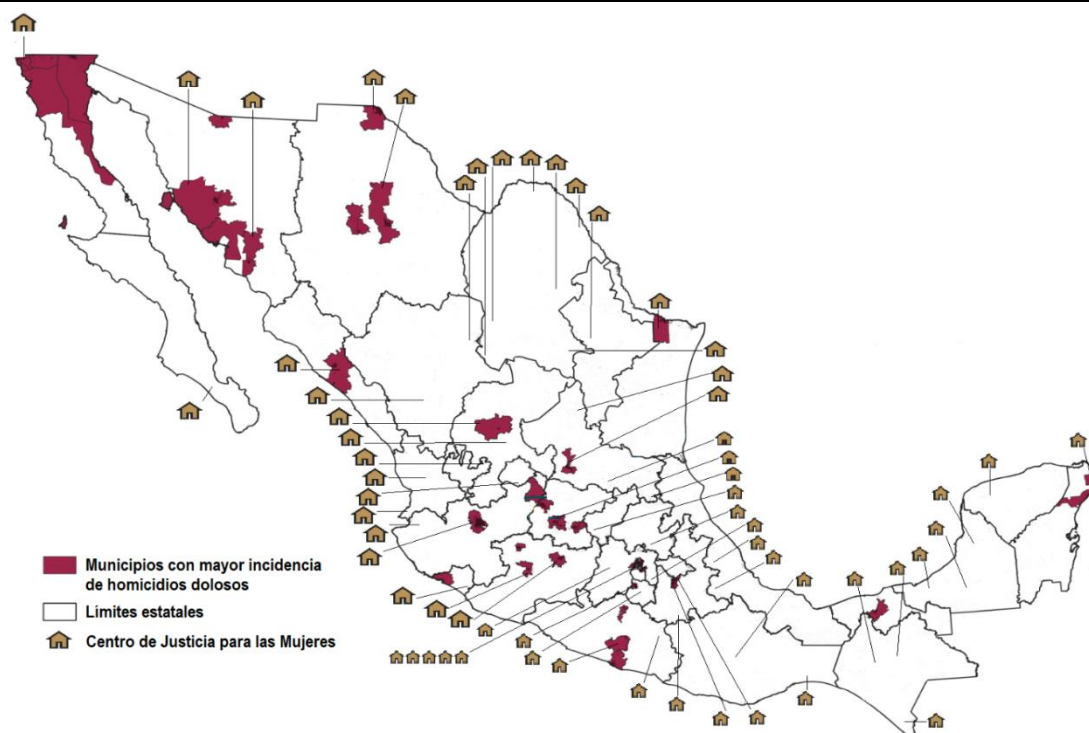 Municipios con mayor incidencia
de homicidios dolosos
Límites estatales
Centro de Justicia para las Mujeres